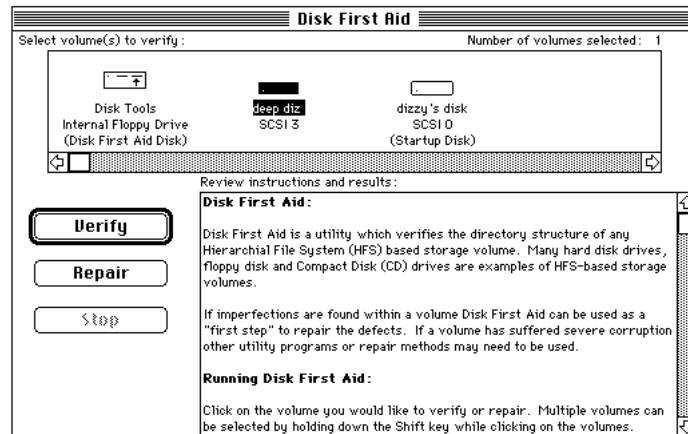 Disk First Aid
Select volume(s) to verify:
Number of volumes selected: 1
Disk Tools
Internal Floppy Drive
(Disk First Aid Disk)
deep diz
SCSI 3
dizzy's disk
SCSI 0
(Startup Disk)
Review instructions and results:
Verify
Repair
Stop
Disk First Aid:
Disk First Aid is a utility which verifies the directory structure of any
Hierarchial File System (HFS) based storage volume. Many hard disk drives,
floppy disk and Compact Disk (CD) drives are examples of HFS-based storage
volumes.
If imperfections are found within a volume Disk First Aid can be used as a
"first step" to repair the defects. If a volume has suffered severe corruption
other utility programs or repair methods may need to be used.
Running Disk First Aid:
Click on the volume you would like to verify or repair. Multiple volumes can
be selected by holding down the Shift key while clicking on the volumes.